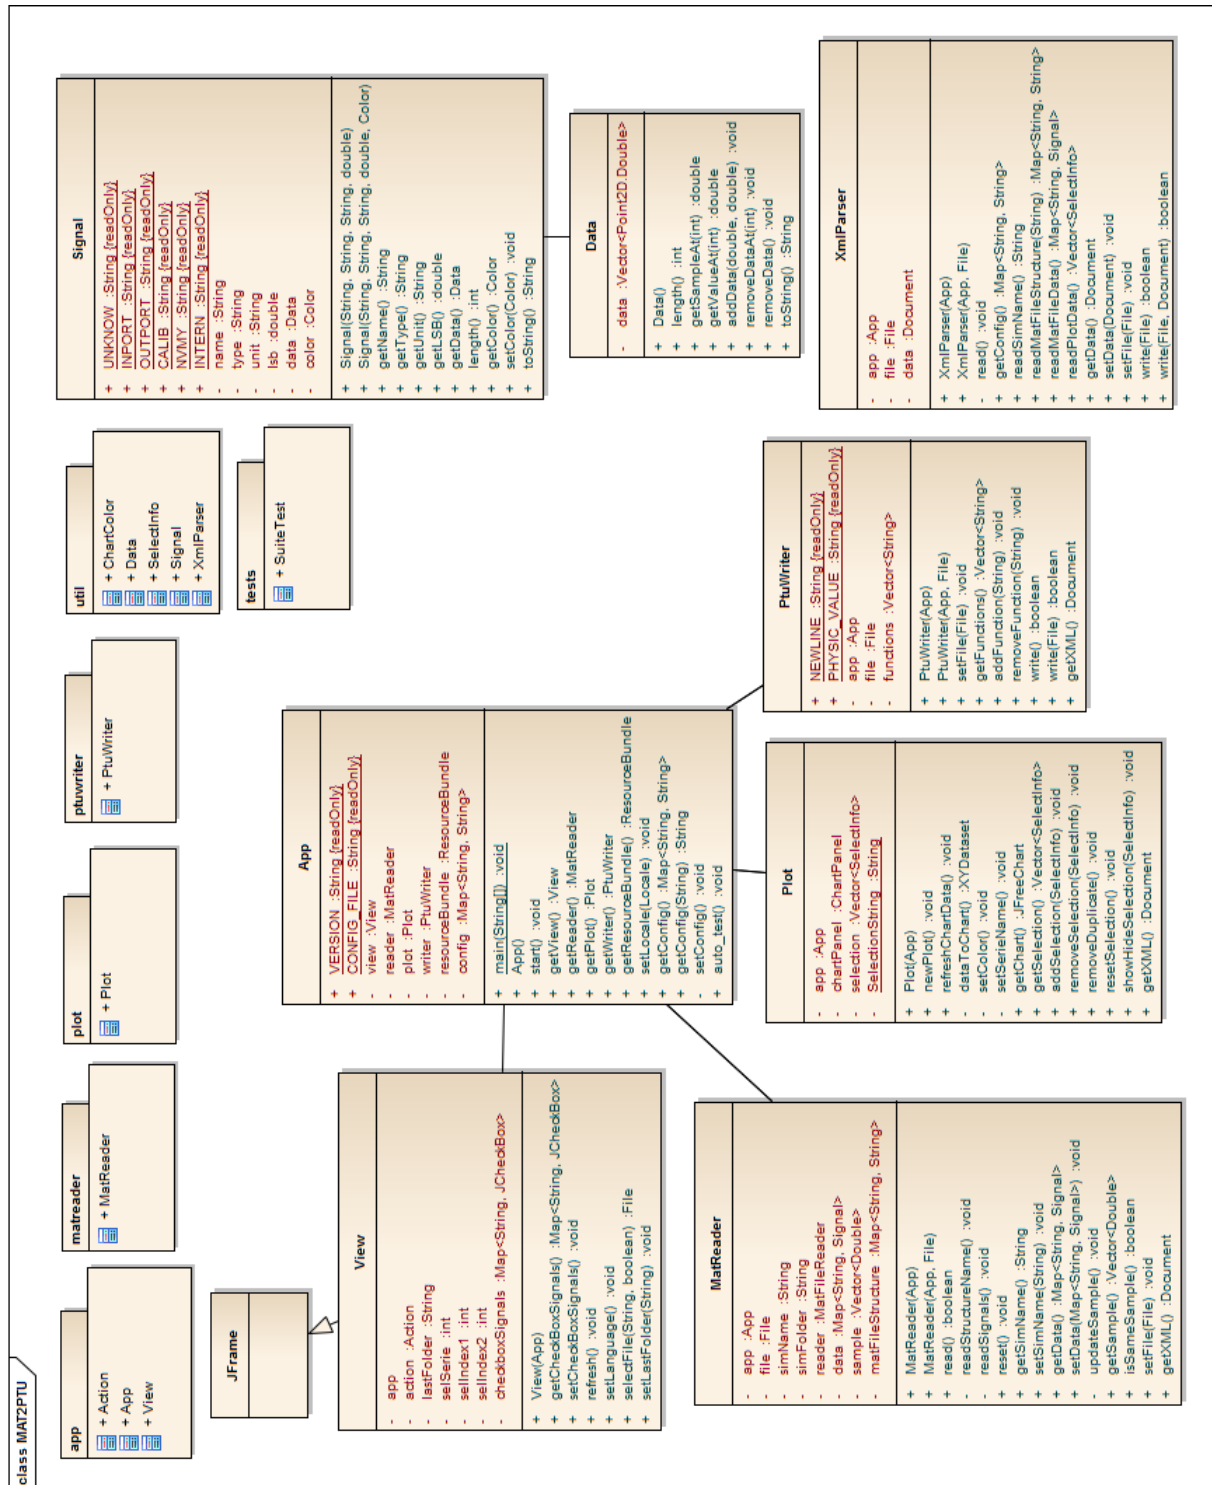 class MAT2PTU
app
+ Action
+ App
+ View
matreader
+ MatReader
plot
+ Plot
ptuwriter
+ PtuWriter
util
+ ChartColor
+ Data
+ SelectInfo
+ Signal
+ XmlParser
tests
+ SuiteTest
JFrame
View
- app
- action :Action
- lastFolder :String
- selSerie :int
- selIndex1 :int
- selIndex2 :int
- checkboxSignals :Map<String, JCheckBox>
+ View(App)
+ getCheckBoxSignals() :Map<String, JCheckBox>
+ setCheckBoxSignals() :void
+ refresh() :void
+ setLanguage() :void
+ selectFile(String, boolean) :File
+ setLastFolder(String) :void
App
+ VERSION :String {readOnly}
+ CONFIG_FILE :String {readOnly}
- view :View
- reader :MatReader
- plot :Plot
- writer :PtuWriter
- resourceBundle :ResourceBundle
- config :Map<String, String>
+ main(String[]) :void
+ App()
+ start() :void
+ getView() :View
+ getReader() :MatReader
+ getPlot() :Plot
+ getWriter() :PtuWriter
+ getResourceBundle() :ResourceBundle
+ setLocale(Locale) :void
+ getConfig() :Map<String, String>
+ getConfig(String) :String
- setConfig() :void
+ auto_test() :void
Signal
+ UNKNOW :String {readOnly}
+ INPORT :String {readOnly}
+ OUTPORT :String {readOnly}
+ CALIB :String {readOnly}
+ NVMY :String {readOnly}
+ INTERN :String {readOnly}
- name :String
- type :String
- unit :String
- lsb :double
- data :Data
- color :Color
+ Signal(String, String, String, double)
+ Signal(String, String, String, double, Color)
+ getName() :String
+ getType() :String
+ getUnit() :String
+ getLSB() :double
+ getData() :Data
+ length() :int
+ getColor() :Color
+ setColor(Color) :void
+ toString() :String
Data
- data :Vector<Point2D.Double>
+ Data()
+ length() :int
+ getSampleAt(int) :double
+ getValueAt(int) :double
+ addData(double, double) :void
+ removeDataAt(int) :void
+ removeData() :void
+ toString() :String
MatReader
- app :App
- file :File
- simName :String
- simFolder :String
- reader :MatFileReader
- data :Map<String, Signal>
- sample :Vector<Double>
- matFileStructure :Map<String, String>
+ MatReader(App)
+ MatReader(App, File)
+ read() :boolean
- readStructureName() :void
- readSignals() :void
+ reset() :void
+ getSimName() :String
+ setSimName(String) :void
+ getData() :Map<String, Signal>
+ setData(Map<String, Signal>) :void
- updateSample() :void
+ getSample() :Vector<Double>
+ isSameSample() :boolean
+ setFile(File) :void
+ getXML() :Document
Plot
- app :App
- chartPanel :ChartPanel
- selection :Vector<SelectInfo>
- SelectionString :String
+ Plot(App)
+ newPlot() :void
+ refreshChartData() :void
- dataToChart() :XYDataset
- setColor() :void
- setSerieName() :void
+ getChart() :JFreeChart
+ getSelection() :Vector<SelectInfo>
+ addSelection(SelectInfo) :void
+ removeSelection(SelectInfo) :void
+ removeDuplicate() :void
+ resetSelection() :void
+ showHideSelection(SelectInfo) :void
+ getXML() :Document
PtuWriter
+ NEWLINE :String {readOnly}
+ PHYSIC_VALUE :String {readOnly}
- app :App
- file :File
- functions :Vector<String>
+ PtuWriter(App)
+ PtuWriter(App, File)
+ setFile(File) :void
+ getFunctions() :Vector<String>
+ addFunction(String) :void
+ removeFunction(String) :void
+ write() :boolean
+ write(File) :boolean
+ getXML() :Document
XmlParser
- app :App
- file :File
- data :Document
+ XmlParser(App)
+ XmlParser(App, File)
- read() :void
+ getConfig() :Map<String, String>
+ readSimName() :String
+ readMatFileStructure(String) :Map<String, String>
+ readMatFileData() :Map<String, Signal>
+ readPlotData() :Vector<SelectInfo>
+ getData() :Document
+ setData(Document) :void
+ setFile(File) :void
+ write(File) :boolean
+ write(File, Document) :boolean